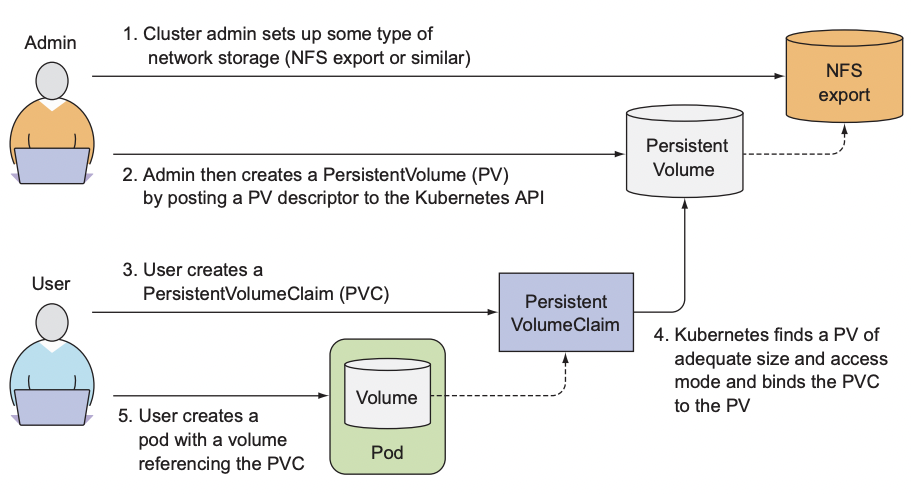 Admin
1. Cluster admin sets up some type of
network storage (NFS export or similar)
NFS
export
Persistent
Volume
2. Admin then creates a PersistentVolume (PV)
by posting a PV descriptor to the Kubernetes API
User
3. User creates a
PersistentVolumeClaim (PVC)
Persistent
VolumeClaim
4. Kubernetes finds a PV of
adequate size and access
mode and binds the PVC
to the PV
5. User creates a
pod with a volume
referencing the PVC
Volume
Pod